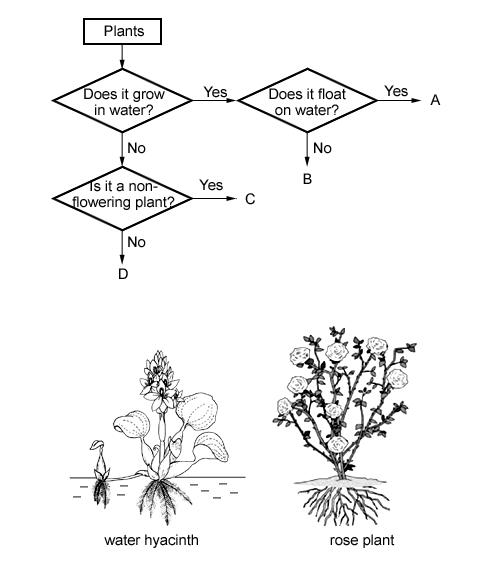 Plants
Does it grow
in water?
Yes
Does it float
on water?
Yes
A
No
No
B
Is it a non-
flowering plant?
Yes
C
No
D
water hyacinth
rose plant